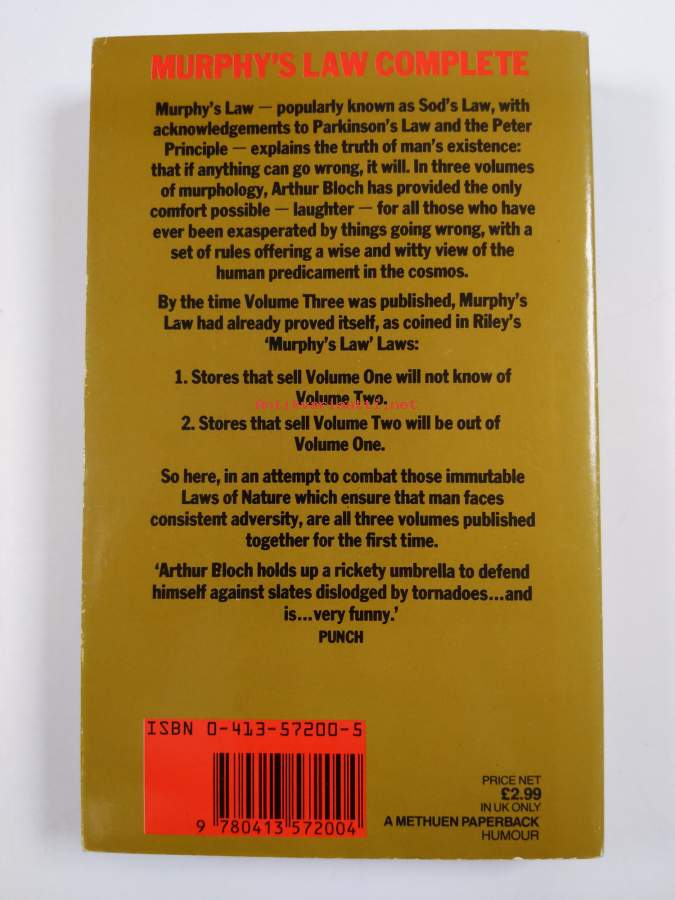 MURPHY'S LAW COMPLETE
Murphy's Law — popularly known as Sod's Law, with
acknowledgements to Parkinson's Law and the Peter
Principle — explains the truth of man's existence:
that if anything can go wrong, it will. In three volumes
of murphology, Arthur Bloch has provided the only
comfort possible — laughter — for all those who have
ever been exasperated by things going wrong, with a
set of rules offering a wise and witty view of the
human predicament in the cosmos.
By the time Volume Three was published, Murphy's
Law had already proved itself, as coined in Riley's
'Murphy's Law' Laws:
1. Stores that sell Volume One will not know of
Volume Two.
Antikvariaatti.net
2. Stores that sell Volume Two will be out of
Volume One.
So here, in an attempt to combat those immutable
Laws of Nature which ensure that man faces
consistent adversity, are all three volumes published
together for the first time.
'Arthur Bloch holds up a rickety umbrella to defend
himself against slates dislodged by tornadoes...and
is...very funny.'
PUNCH
ISBN 0-413-57200-5
9 780413 572004
PRICE NET
£2.99
IN UK ONLY
A METHUEN PAPERBACK
HUMOUR